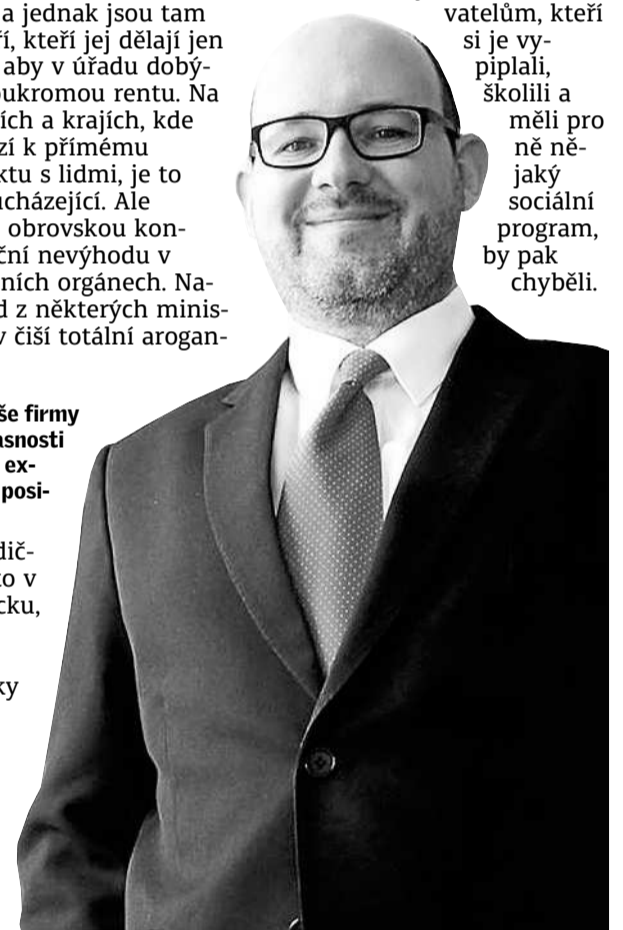 a jednak jsou tam
í, kteří jej dělají jen
aby v úřadu dobý-
oukromou rentu. Na
ích a krajích, kde
zí k přímému
ktu s lidmi, je to
cházející. Ale
obrovskou kon-
ční nevýhodu v
ních orgánech. Na-
d z některých minis-
v čiší totální arogan-
še firmy
asnosti
ex-
posi-
dič-
to v
cku,
ky
vatelům, kteří
si je vy-
piplali,
školili a
měli pro
ně ně-
jaký
sociální
program,
by pak
chyběli.